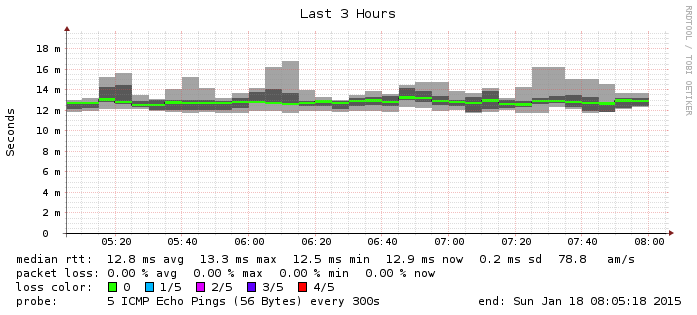 Last 3 Hours
RRDTOOL / TOBI OETIKER
Seconds
18 m
16 m
14 m
12 m
10 m
8 m
6 m
4 m
2 m
0
05:20 05:40 06:00 06:20 06:40 07:00 07:20 07:40 08:00
median rtt: 12.8 ms avg 13.3 ms max 12.5 ms min 12.9 ms now 0.2 ms sd 78.8 am/s
packet loss: 0.00 % avg 0.00 % max 0.00 % min 0.00 % now
loss color: 0 1/5 2/5 3/5 4/5
probe: 5 ICMP Echo Pings (56 Bytes) every 300s end: Sun Jan 18 08:05:18 2015